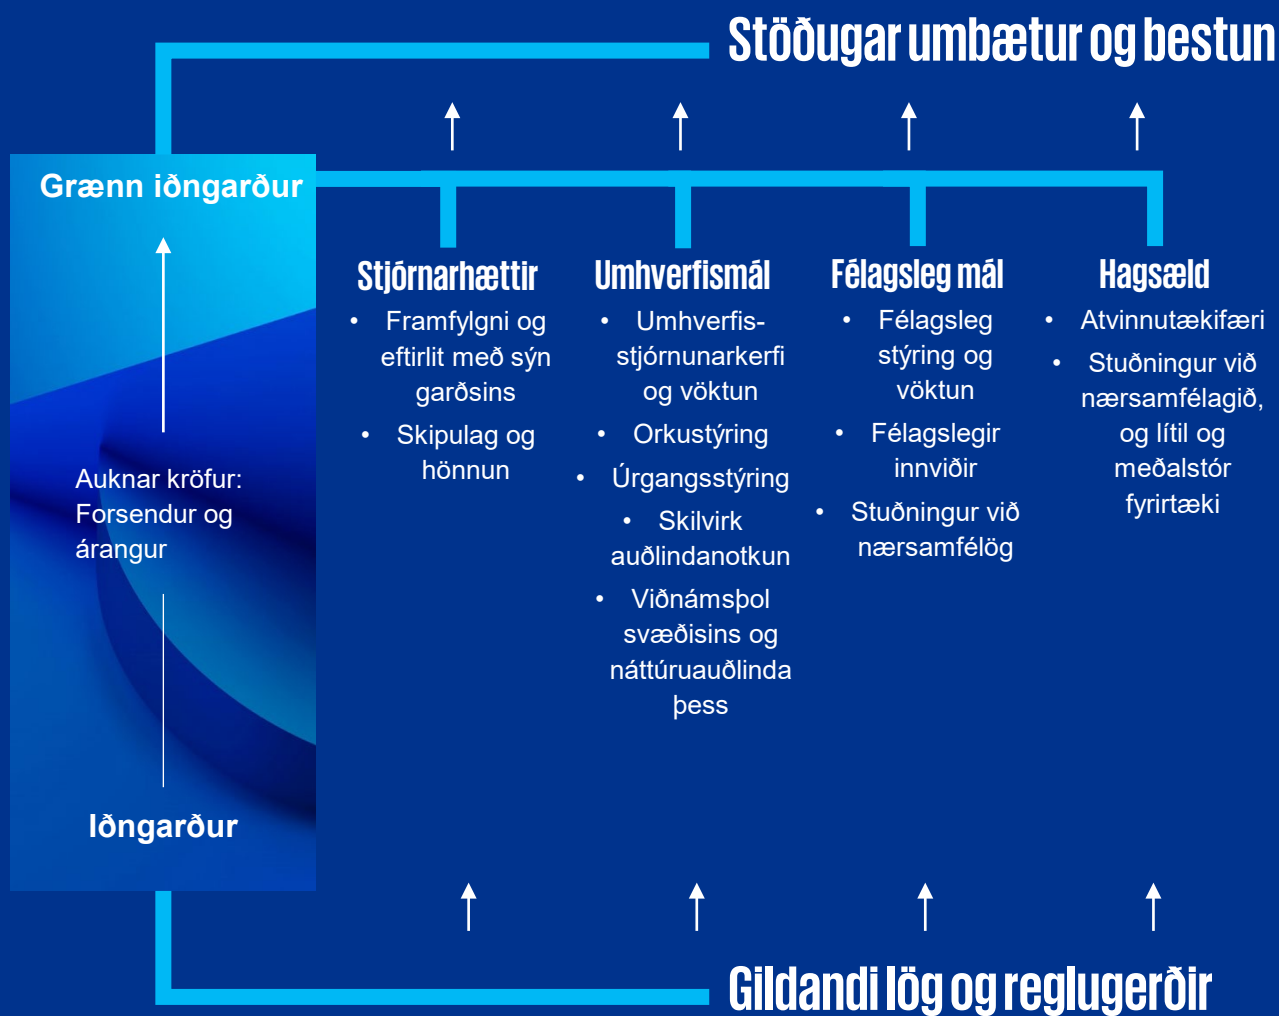 Stöðugar umbætur og bestun
Grænn iðngarður
Auknar kröfur:
Forsendur og
árangur
Iðngarður
Stjórnarhættir
• Framfylgni og
eftirlit með sýn
garðsins
• Skipulag og
hönnun
Umhverfismál
• Umhverfis-
stjórnunarkerfi
og vöktun
• Orkustýring
• Úrgangsstýring
• Skilvirk
auðlindanotkun
• Viðnámsþol
svæðisins og
náttúruauðlinda
þess
Félagsleg mál
• Félagsleg
stýring og
vöktun
• Félagslegir
innviðir
• Stuðningur við
nærsamfélög
Hagsæld
• Atvinnutækifæri
• Stuðningur við
nærsamfélagið,
og lítil og
meðalstór
fyrirtæki
Gildandi lög og reglugerðir